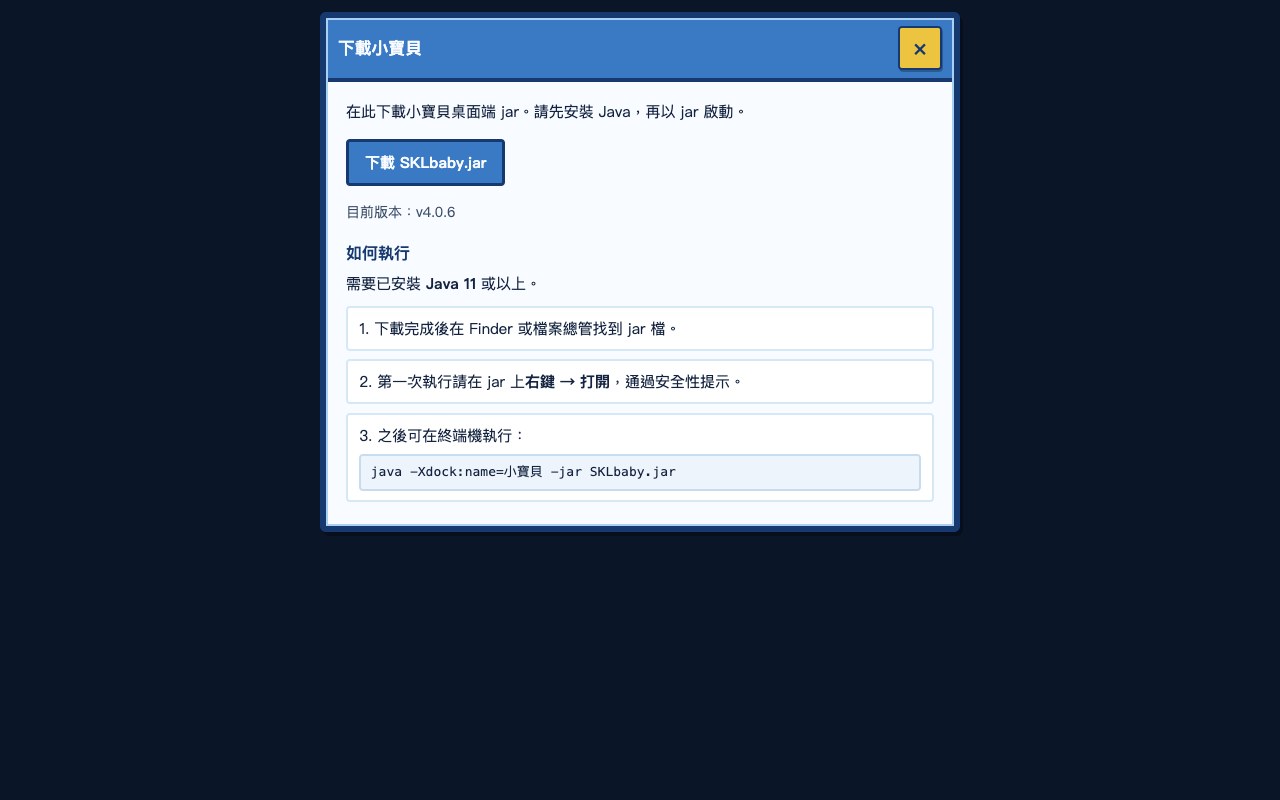 下載小寶貝
×
在此下載小寶貝桌面端 jar。請先安裝 Java，再以 jar 啟動。
下載 SKLbaby.jar
目前版本：v4.0.6
如何執行
需要已安裝 Java 11 或以上。
1. 下載完成後在 Finder 或檔案總管找到 jar 檔。
2. 第一次執行請在 jar 上右鍵 → 打開，通過安全性提示。
3. 之後可在終端機執行：
java -Xdock:name=小寶貝 -jar SKLbaby.jar